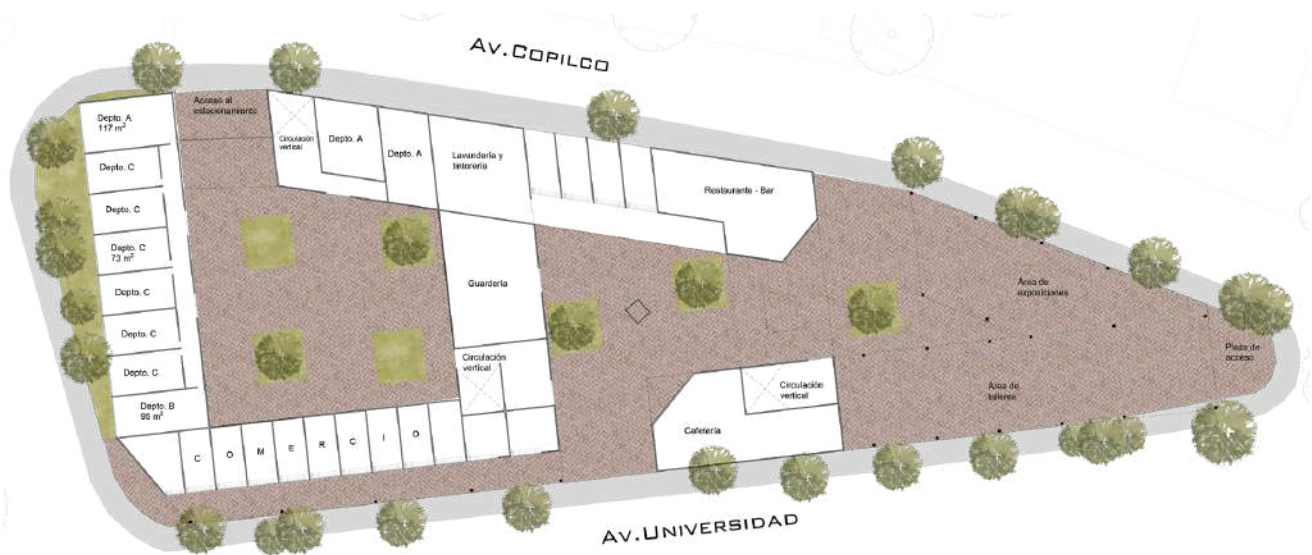 Av. Copilco
Acceso al
estacionamiento
Depto. A
117 m²
Circulación
vertical
Depto. A
Depto. A
Lavandería y
tintorería
Restaurante - Bar
Depto. C
Depto. C
Depto. C
73 m²
Depto. C
Depto. C
Depto. C
Depto. B
95 m²
Guardería
Circulación
vertical
COMERCIO
Área de
exposiciones
Plaza de
acceso
Área de
talleres
Circulación
vertical
Cafetería
Av. Universidad